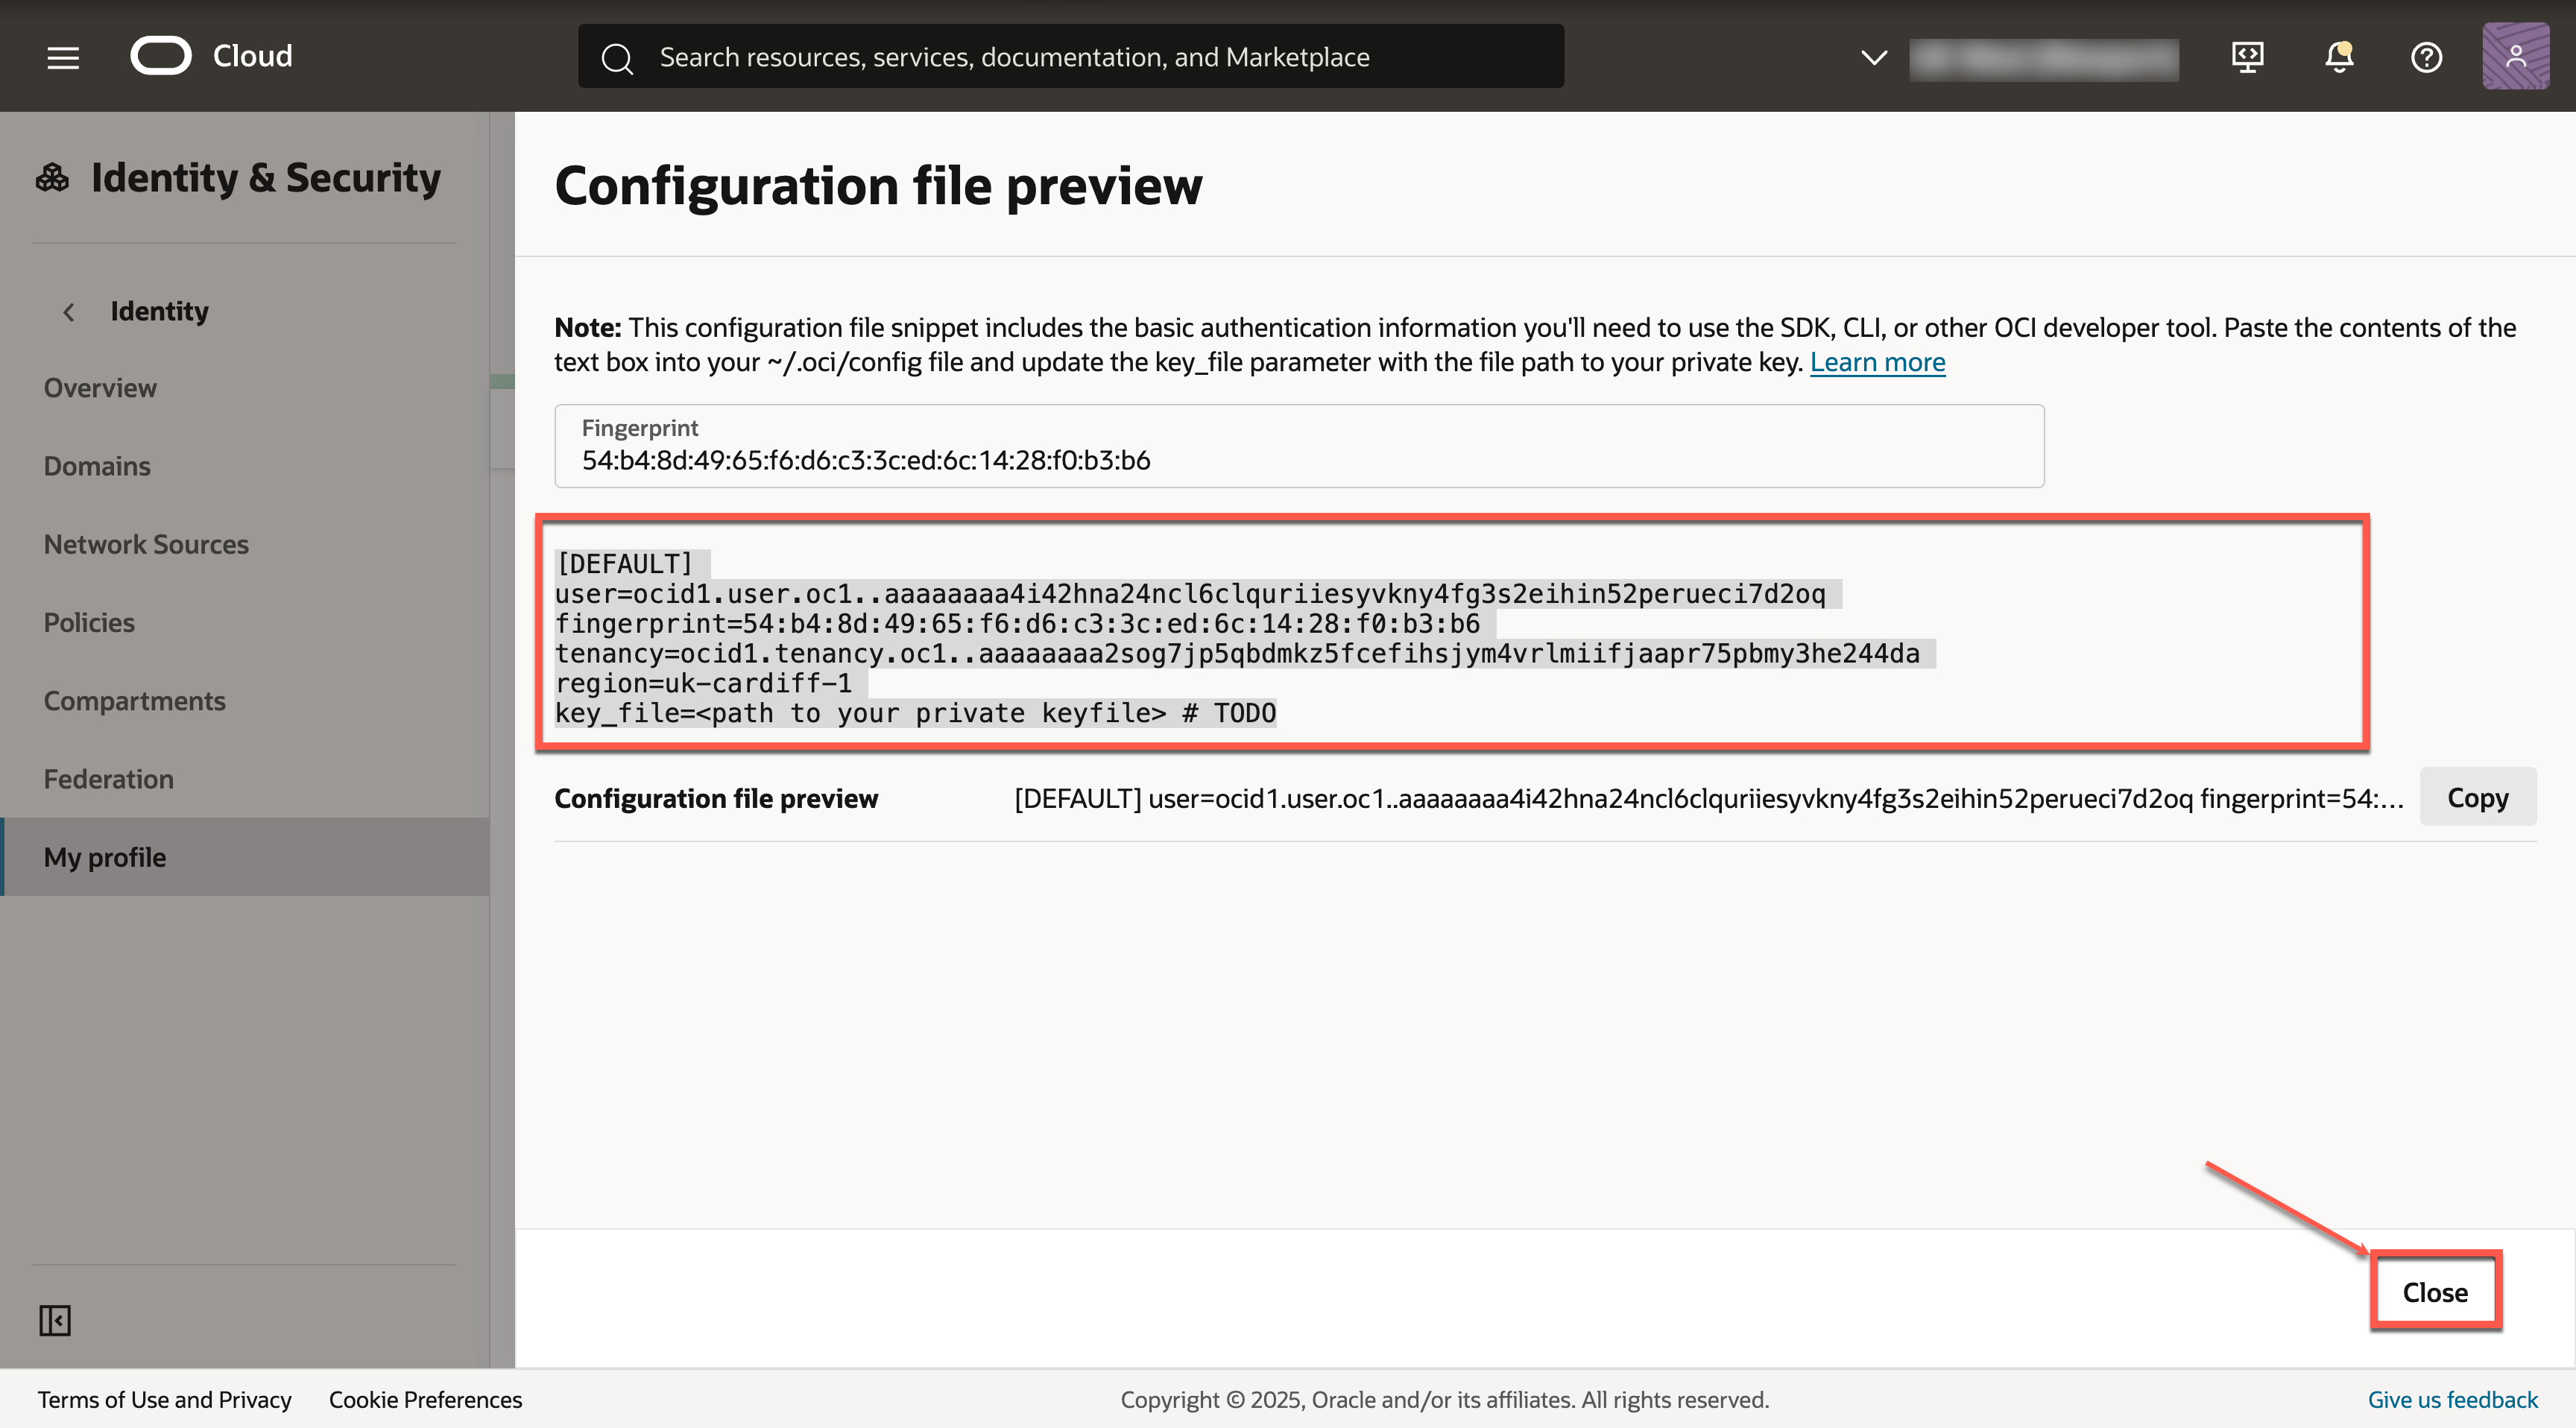 Cloud
Search resources, services, documentation, and Marketplace
Identity & Security
Identity
Overview
Domains
Network Sources
Policies
Compartments
Federation
My profile
Configuration file preview
Note: This configuration file snippet includes the basic authentication information you'll need to use the SDK, CLI, or other OCI developer tool. Paste the contents of the
text box into your ~/.oci/config file and update the key_file parameter with the file path to your private key. Learn more
Fingerprint
54:b4:8d:49:65:f6:d6:c3:3c:ed:6c:14:28:f0:b3:b6
[DEFAULT]
user=ocid1.user.oc1..aaaaaaaa4i42hna24ncl6clquriiesyvkny4fg3s2eihin52perueci7d2oq
fingerprint=54:b4:8d:49:65:f6:d6:c3:3c:ed:6c:14:28:f0:b3:b6
tenancy=ocid1.tenancy.oc1..aaaaaaaa2sog7jp5qbdmkz5fcefihsjym4vrlmiifjaapr75pbmy3he244da
region=uk-cardiff-1
key_file=<path to your private keyfile> # TODO
Configuration file preview [DEFAULT] user=ocid1.user.oc1..aaaaaaaa4i42hna24ncl6clquriiesyvkny4fg3s2eihin52perueci7d2oq fingerprint=54:... Copy
Close
Terms of Use and Privacy Cookie Preferences Copyright © 2025, Oracle and/or its affiliates. All rights reserved. Give us feedback